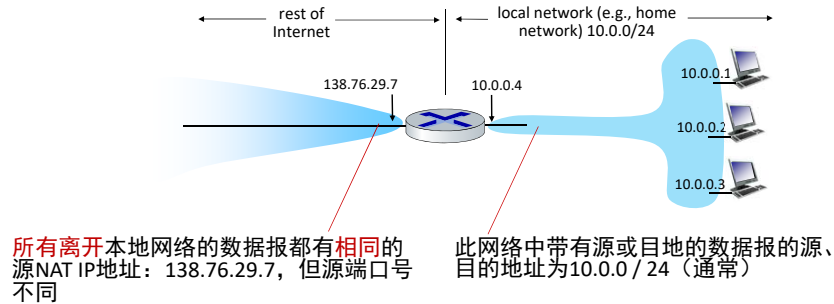 rest of
Internet
local network (e.g., home
network) 10.0.0/24
138.76.29.7
10.0.0.4
10.0.0.1
10.0.0.2
10.0.0.3
所有离开本地网络的数据报都有相同的
源NAT IP地址：138.76.29.7，但源端口号
不同
此网络中带有源或目地的数据报的源、
目的地址为10.0.0 / 24（通常）